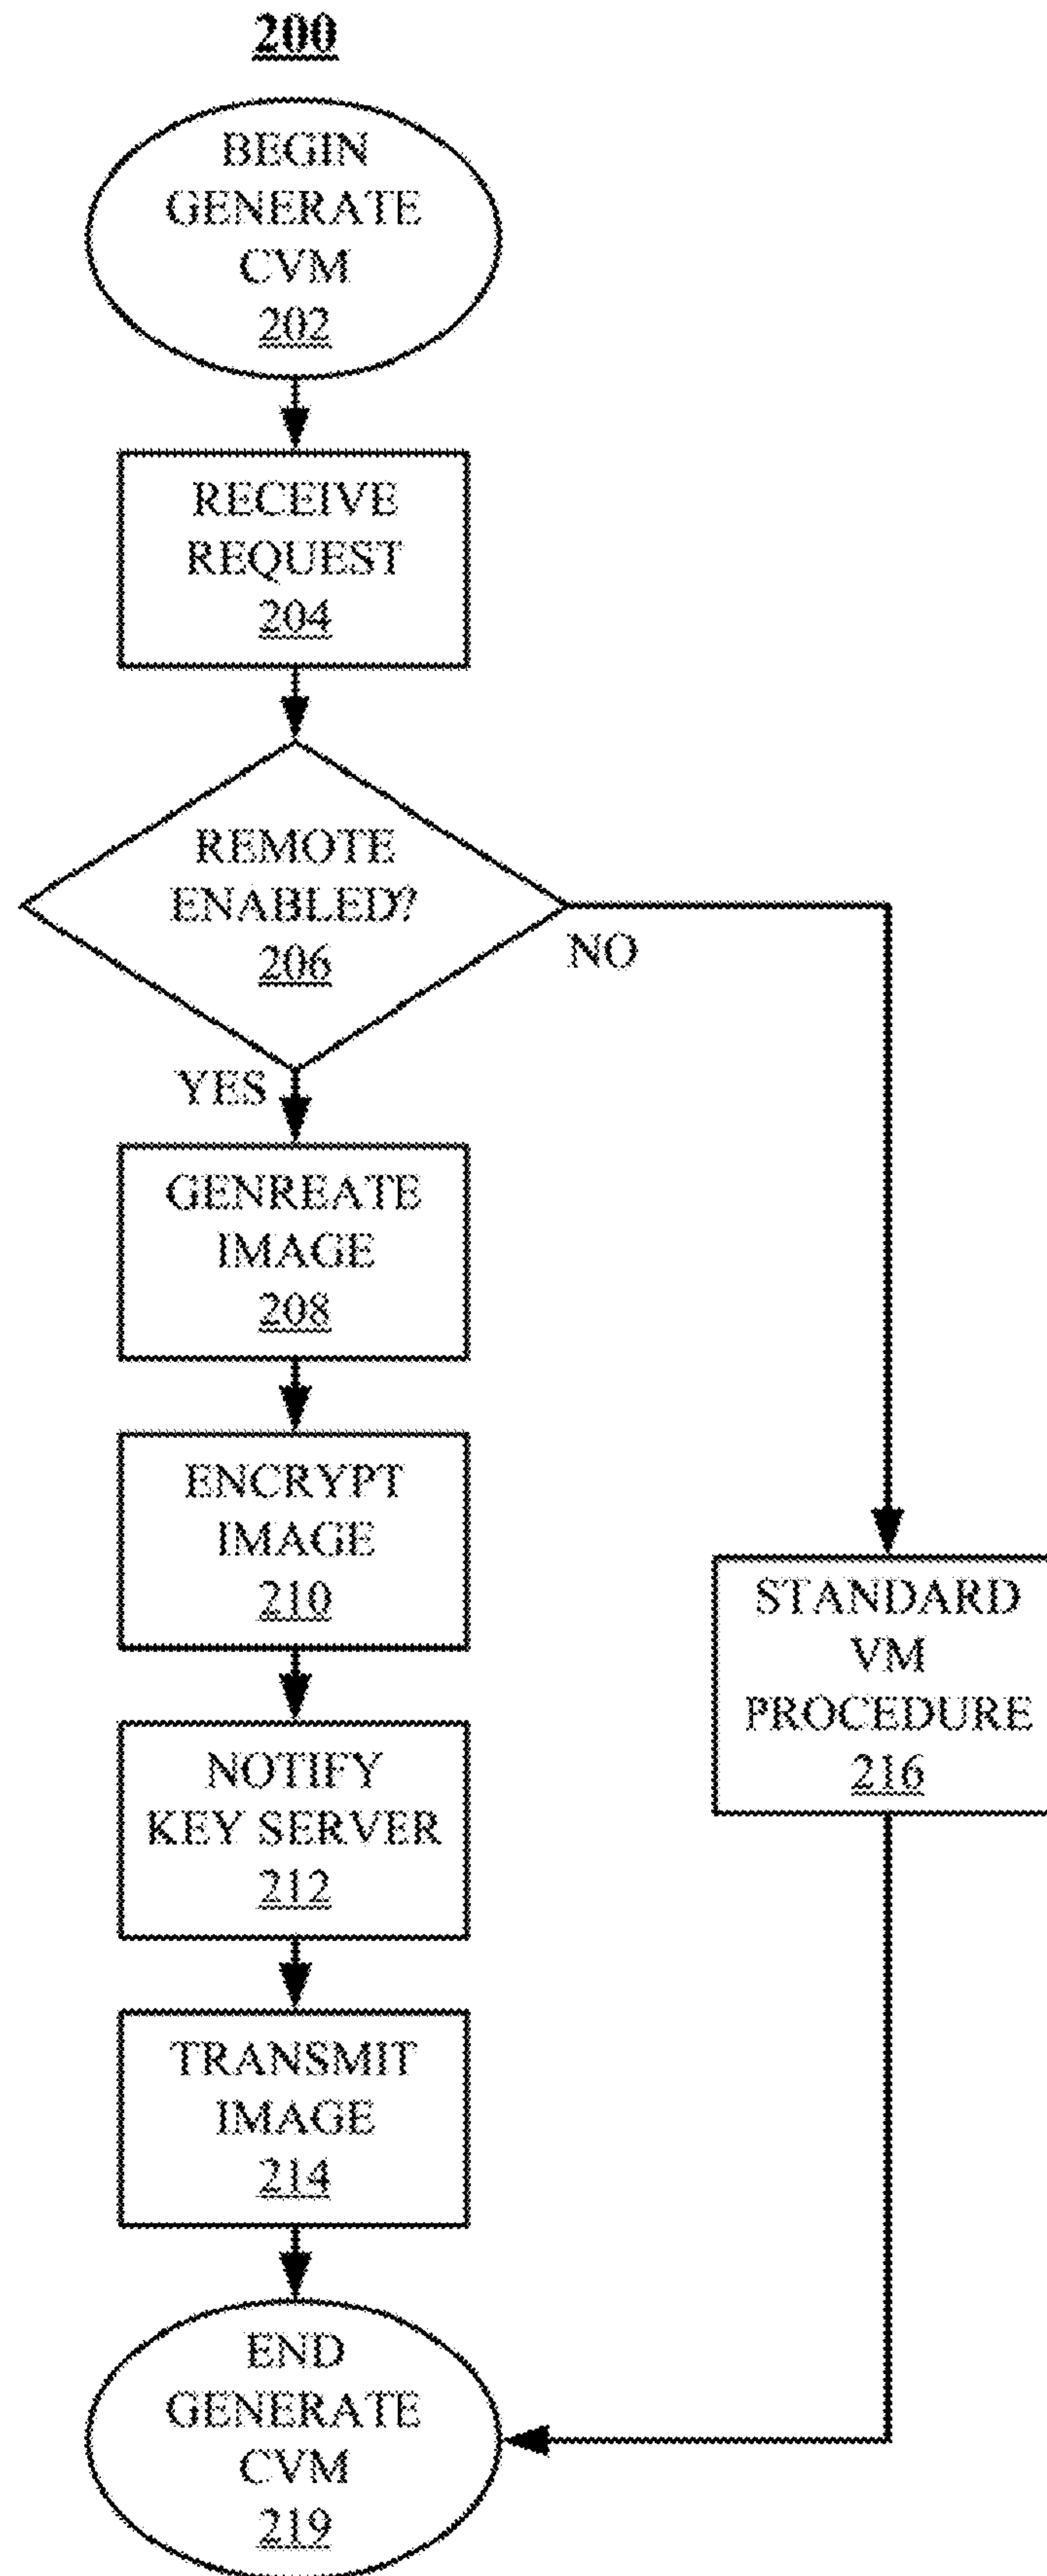 200
BEGIN
GENERATE
CVM
202
RECEIVE
REQUEST
204
REMOTE
ENABLED?
206
NO
YES
GENREATE
IMAGE
208
ENCRYPT
IMAGE
210
STANDARD
VM
PROCEDURE
216
NOTIFY
KEY SERVER
212
TRANSMIT
IMAGE
214
END
GENERATE
CVM
219